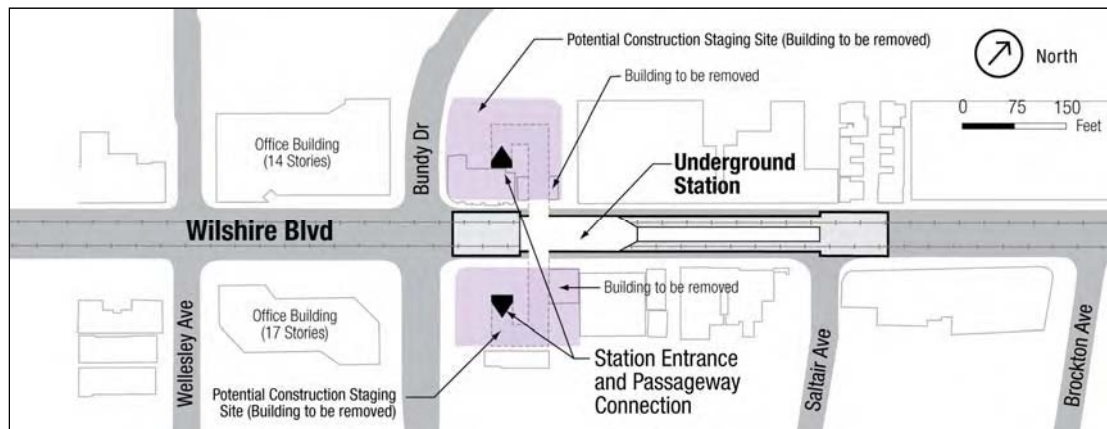 Potential Construction Staging Site (Building to be removed)
Building to be removed
North
0 75 150
Feet
Office Building
(14 Stories)
Bundy Dr
Underground
Station
Wilshire Blvd
Building to be removed
Office Building
(17 Stories)
Wellesley Ave
Station Entrance
and Passageway
Connection
Saltair Ave
Brockton Ave
Potential Construction Staging
Site (Building to be removed)